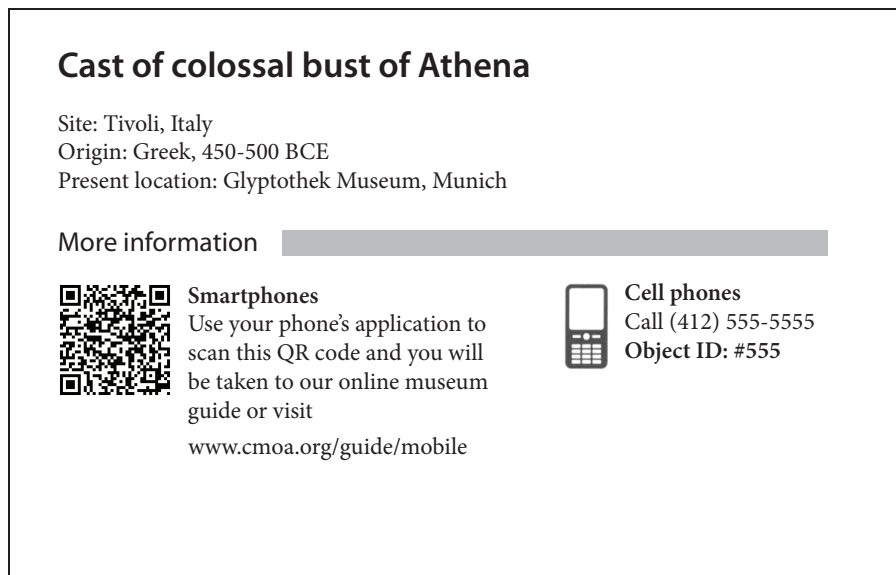 Cast of colossal bust of Athena
Site: Tivoli, Italy
Origin: Greek, 450-500 BCE
Present location: Glyptothek Museum, Munich
More information
Smartphones
Use your phone's application to
scan this QR code and you will
be taken to our online museum
guide or visit
www.cmoa.org/guide/mobile
Cell phones
Call (412) 555-5555
Object ID: #555